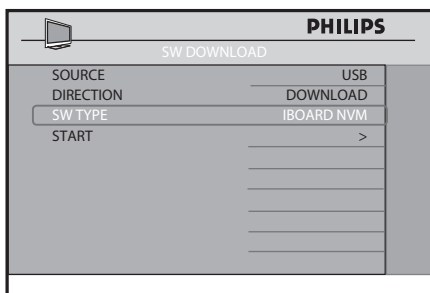 PHILIPS
SW DOWNLOAD
SOURCE USB
DIRECTION DOWNLOAD
SW TYPE IBOARD NVM
START >